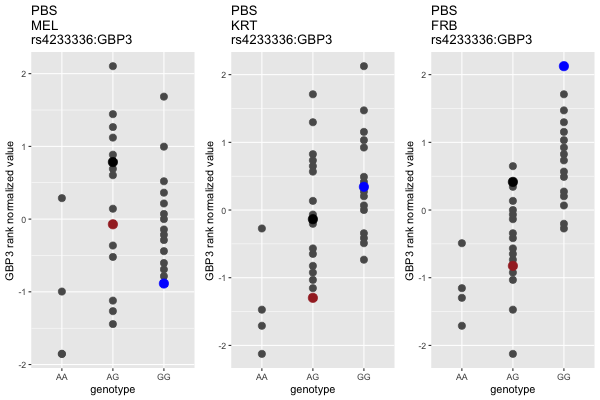 PBS
MEL
rs4233336:GBP3
GBP3 rank normalized value
2
1
0
-1
-2
AA
AG
GG
genotype
PBS
KRT
rs4233336:GBP3
GBP3 rank normalized value
2
1
0
-1
-2
AA
AG
GG
genotype
PBS
FRB
rs4233336:GBP3
GBP3 rank normalized value
2
1
0
-1
-2
AA
AG
GG
genotype